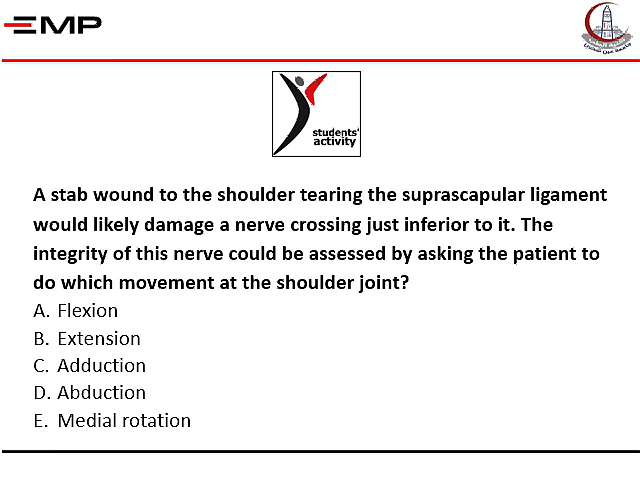 EMP
students'
activity
A stab wound to the shoulder tearing the suprascapular ligament
would likely damage a nerve crossing just inferior to it. The
integrity of this nerve could be assessed by asking the patient to
do which movement at the shoulder joint?
A. Flexion
B. Extension
C. Adduction
D. Abduction
E. Medial rotation